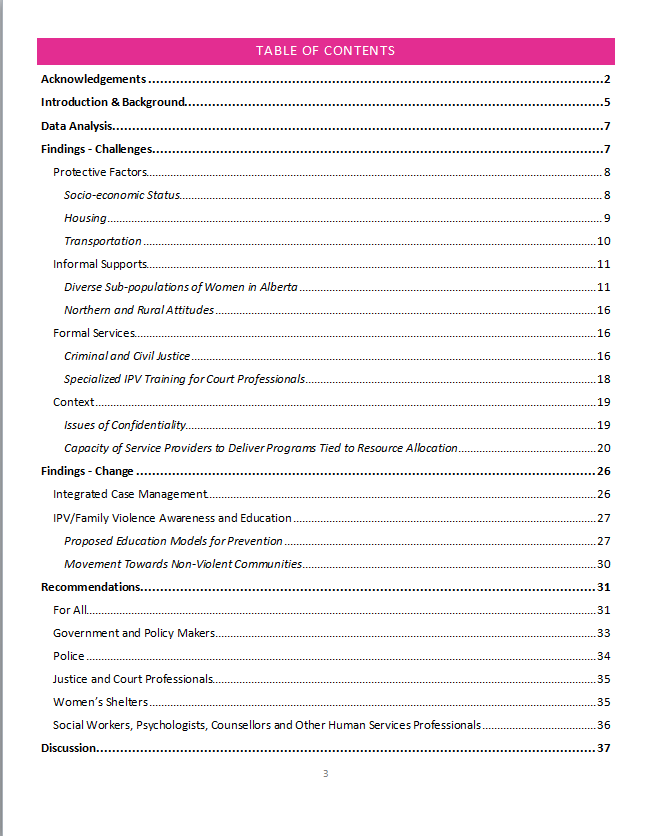 TABLE OF CONTENTS
Acknowledgements ........ 2
Introduction & Background ........ 5
Data Analysis ........ 7
Findings - Challenges ........ 7
Protective Factors ........ 8
Socio-economic Status ........ 8
Housing ........ 9
Transportation ........ 10
Informal Supports ........ 11
Diverse Sub-populations of Women in Alberta ........ 11
Northern and Rural Attitudes ........ 16
Formal Services ........ 16
Criminal and Civil Justice ........ 16
Specialized IPV Training for Court Professionals ........ 18
Context ........ 19
Issues of Confidentiality ........ 19
Capacity of Service Providers to Deliver Programs Tied to Resource Allocation ........ 20
Findings - Change ........ 26
Integrated Case Management ........ 26
IPV/Family Violence Awareness and Education ........ 27
Proposed Education Models for Prevention ........ 27
Movement Towards Non-Violent Communities ........ 30
Recommendations ........ 31
For All ........ 31
Government and Policy Makers ........ 33
Police ........ 34
Justice and Court Professionals ........ 35
Women's Shelters ........ 35
Social Workers, Psychologists, Counsellors and Other Human Services Professionals ........ 36
Discussion ........ 37
3